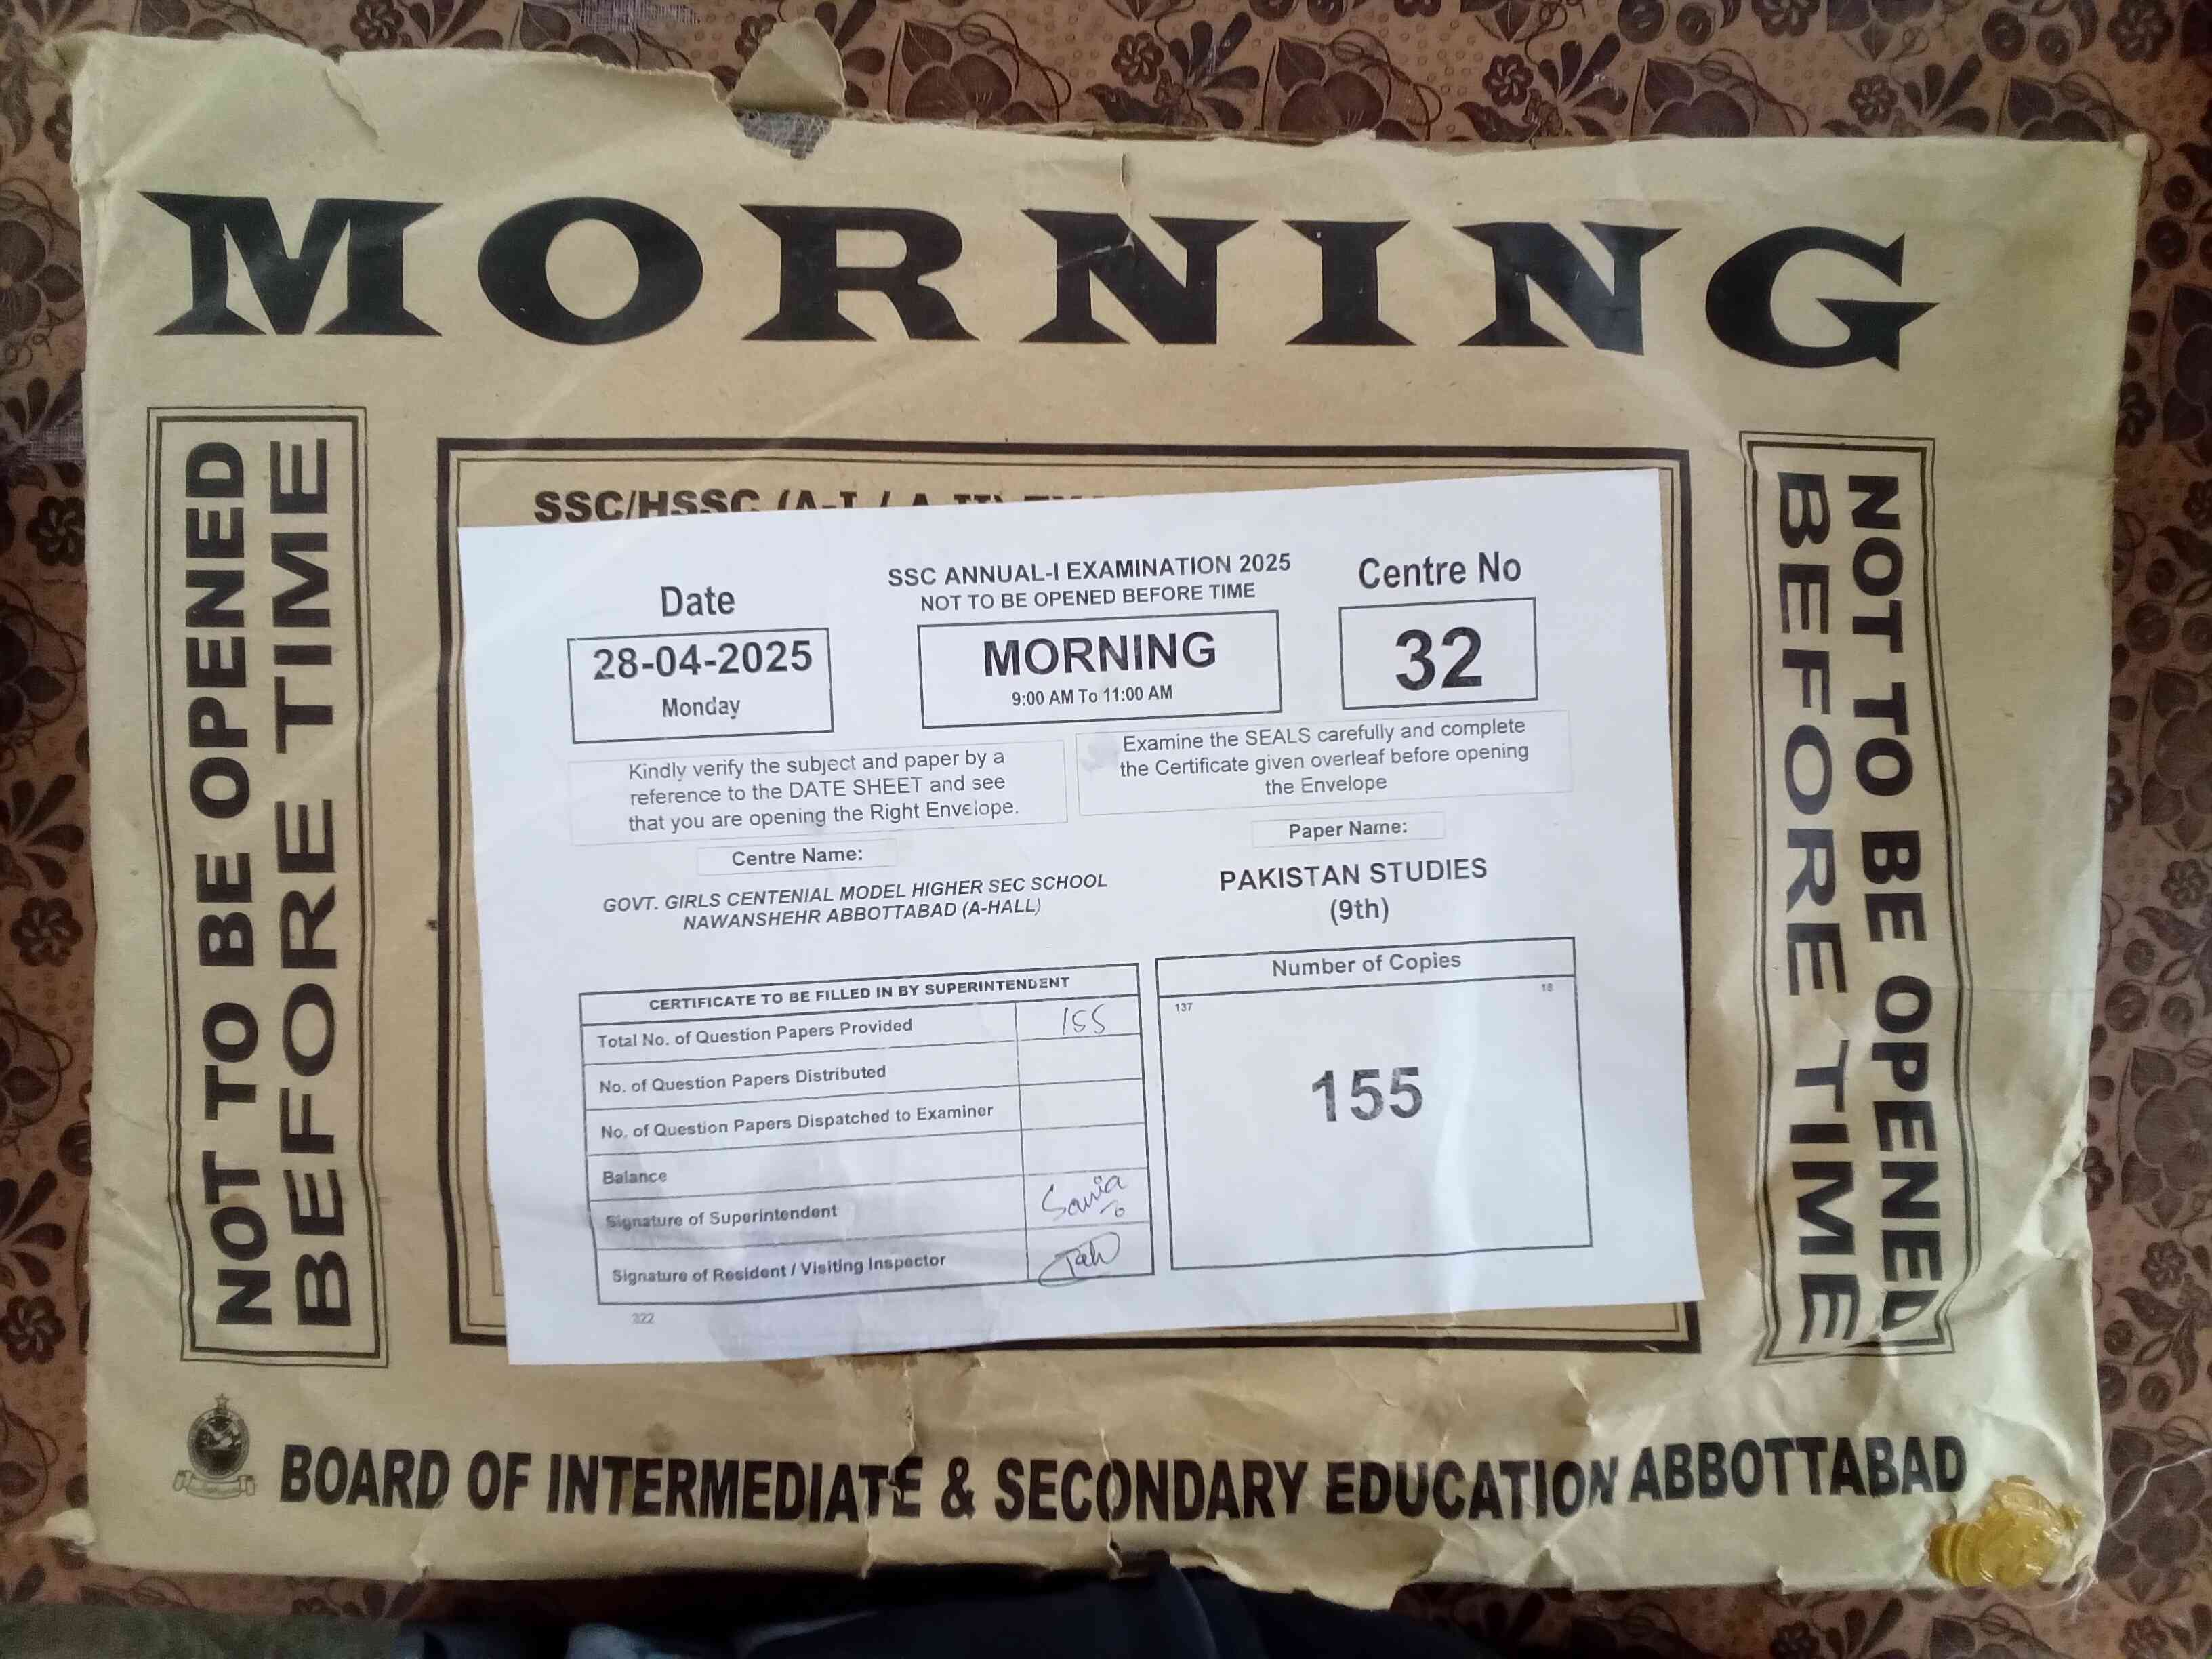 MORNING
NOT TO BE OPENED
BEFORE TIME
SSC/HSSC (A-I / A-II)
SSC ANNUAL-I EXAMINATION 2025
NOT TO BE OPENED BEFORE TIME
Date
28-04-2025
Monday
MORNING
9:00 AM To 11:00 AM
Centre No
32
Kindly verify the subject and paper by a
reference to the DATE SHEET and see
that you are opening the Right Envelope.
Examine the SEALS carefully and complete
the Certificate given overleaf before opening
the Envelope
Centre Name:
GOVT. GIRLS CENTENIAL MODEL HIGHER SEC SCHOOL
NAWANSHEHR ABBOTTABAD (A-HALL)
Paper Name:
PAKISTAN STUDIES
(9th)
CERTIFICATE TO BE FILLED IN BY SUPERINTENDENT
Total No. of Question Papers Provided 155
No. of Question Papers Distributed
No. of Question Papers Dispatched to Examiner
Balance
Signature of Superintendent Sania
Signature of Resident / Visiting Inspector
322
Number of Copies
137 18
155
NOT TO BE OPENED
BEFORE TIME
BOARD OF INTERMEDIATE & SECONDARY EDUCATION ABBOTTABAD